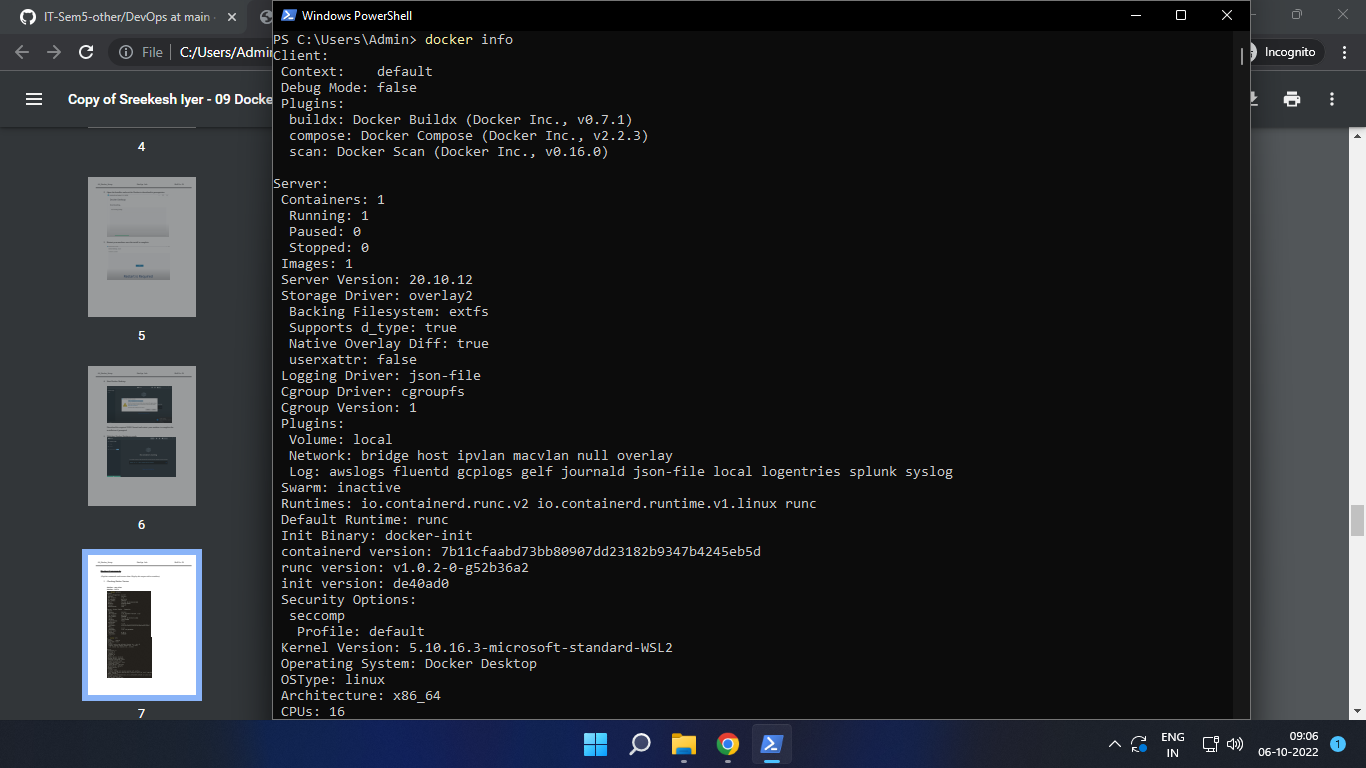 IT-Sem5-other/DevOps at main
Windows PowerShell
File
C:/Users/Admi
Incognito
Copy of Sreekesh Iyer - 09 Docke
4
5
6
7
PS C:\Users\Admin> docker info
Client:
Context:    default
Debug Mode: false
Plugins:
buildx: Docker Buildx (Docker Inc., v0.7.1)
compose: Docker Compose (Docker Inc., v2.2.3)
scan: Docker Scan (Docker Inc., v0.16.0)
Server:
Containers: 1
Running: 1
Paused: 0
Stopped: 0
Images: 1
Server Version: 20.10.12
Storage Driver: overlay2
Backing Filesystem: extfs
Supports d_type: true
Native Overlay Diff: true
userxattr: false
Logging Driver: json-file
Cgroup Driver: cgroupfs
Cgroup Version: 1
Plugins:
Volume: local
Network: bridge host ipvlan macvlan null overlay
Log: awslogs fluentd gcplogs gelf journald json-file local logentries splunk syslog
Swarm: inactive
Runtimes: io.containerd.runc.v2 io.containerd.runtime.v1.linux runc
Default Runtime: runc
Init Binary: docker-init
containerd version: 7b11cfaabd73bb80907dd23182b9347b4245eb5d
runc version: v1.0.2-0-g52b36a2
init version: de40ad0
Security Options:
seccomp
Profile: default
Kernel Version: 5.10.16.3-microsoft-standard-WSL2
Operating System: Docker Desktop
OSType: linux
Architecture: x86_64
CPUs: 16
ENG
IN
09:06
06-10-2022
1